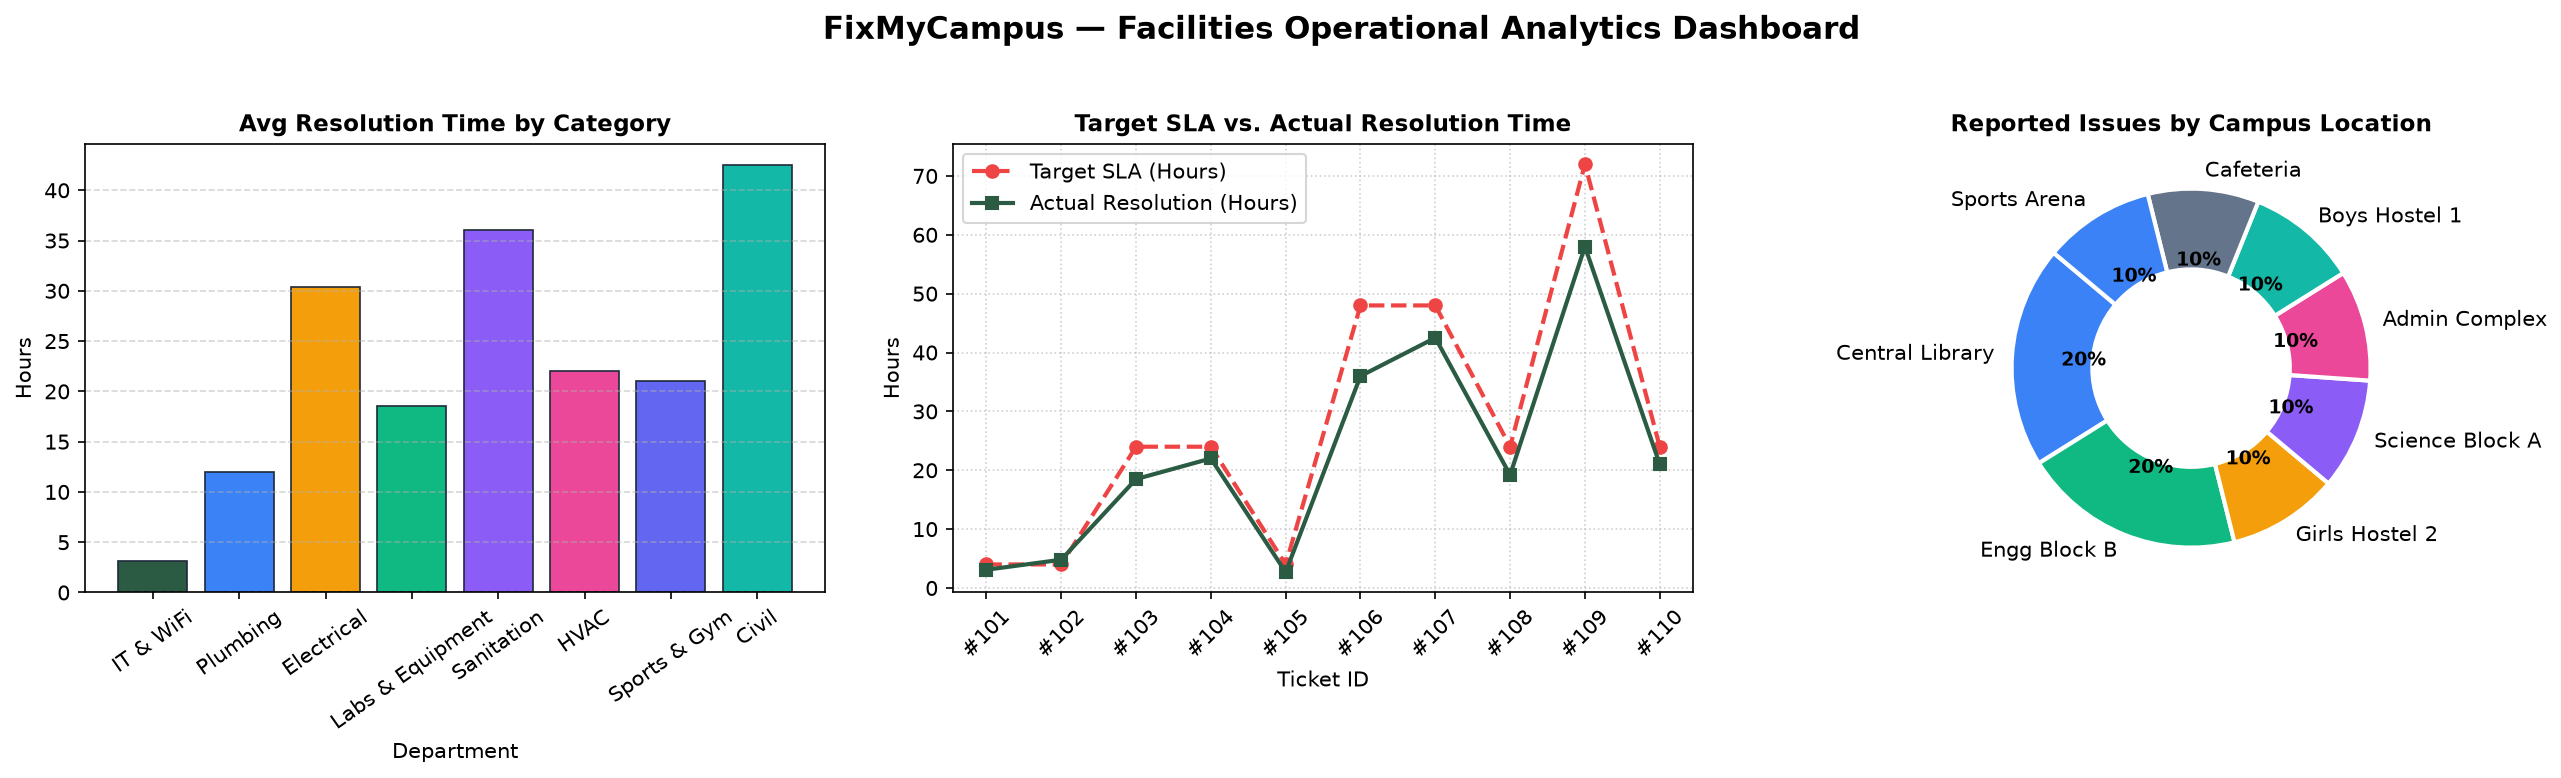 FixMyCampus — Facilities Operational Analytics Dashboard
Avg Resolution Time by Category
Hours
40
35
30
25
20
15
10
5
0
IT & WiFi
Plumbing
Electrical
Labs & Equipment
Sanitation
HVAC
Sports & Gym
Civil
Department
Target SLA vs. Actual Resolution Time
Target SLA (Hours)
Actual Resolution (Hours)
Hours
70
60
50
40
30
20
10
0
#101
#102
#103
#104
#105
#106
#107
#108
#109
#110
Ticket ID
Reported Issues by Campus Location
Cafeteria
10%
Sports Arena
10%
Boys Hostel 1
10%
Admin Complex
10%
Central Library
20%
Science Block A
10%
Engg Block B
20%
Girls Hostel 2
10%